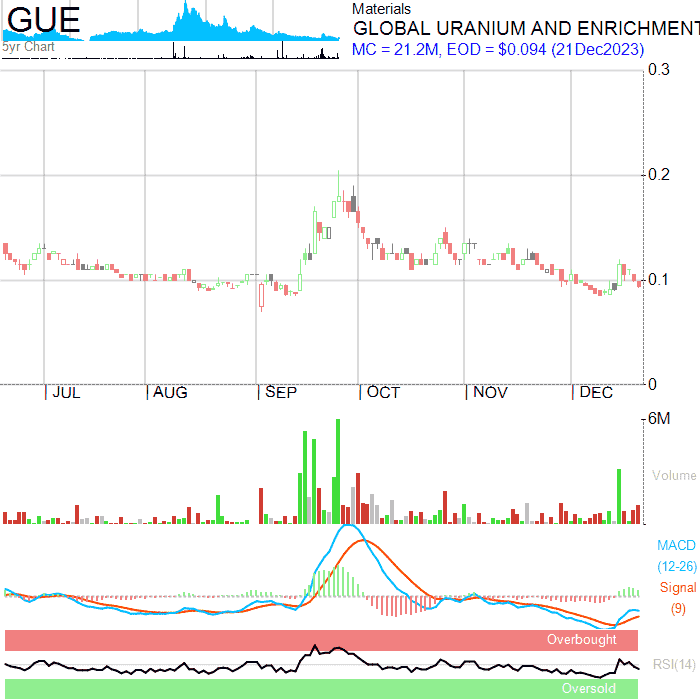 GUE
5yr Chart
Materials
GLOBAL URANIUM AND ENRICHMENT
MC = 21.2M, EOD = $0.094 (21Dec2023)
0.3
0.2
0.1
0
JUL AUG SEP OCT NOV DEC
6M
Volume
MACD
(12-26)
Signal
(9)
Overbought
RSI(14)
Oversold